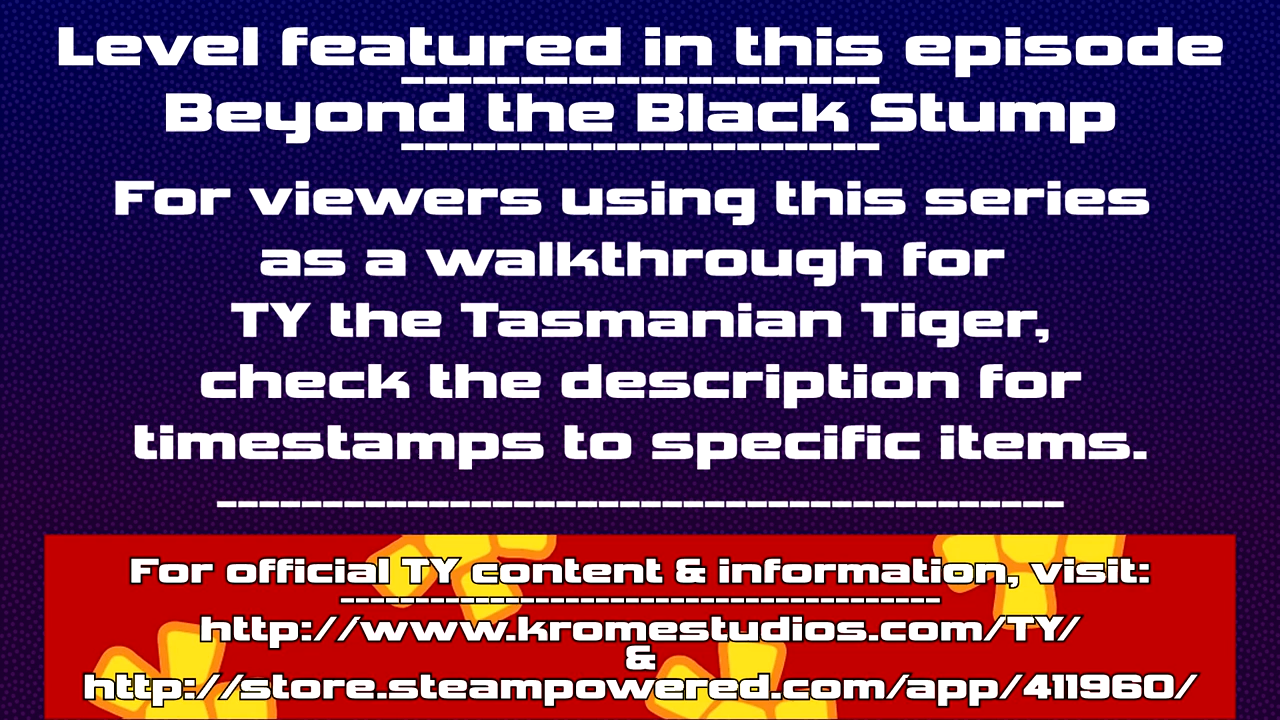 Level featured in this episode
--------------------
Beyond the Black Stump
--------------------
For viewers using this series
as a walkthrough for
TY the Tasmanian Tiger,
check the description for
timestamps to specific items.
----------------------------------------
For official TY content & information, visit:
----------------------------------------
http://www.kromestudios.com/TY/
&
http://store.steampowered.com/app/411960/